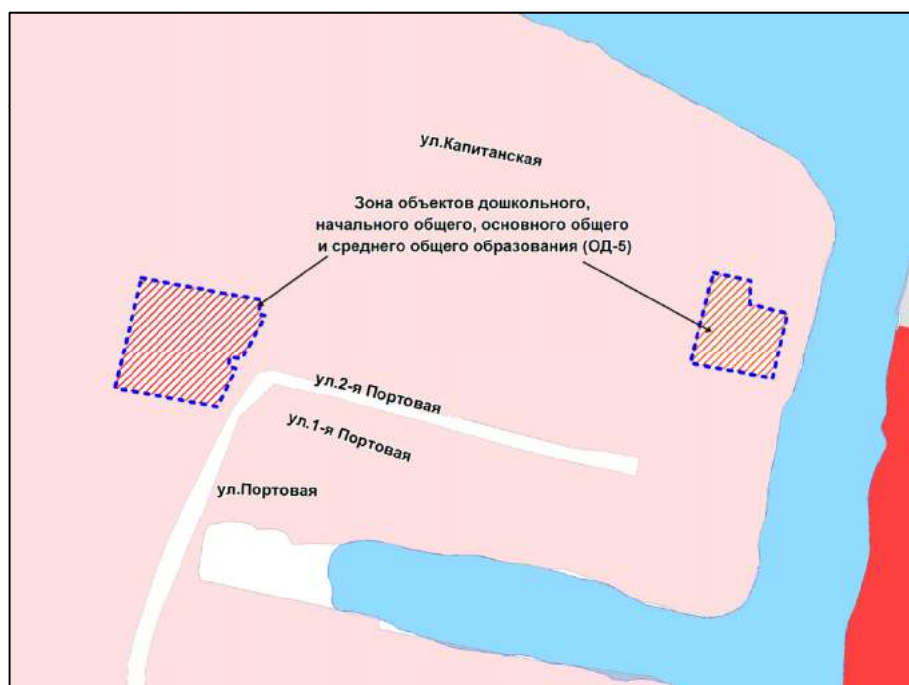 ул.Капитанская
Зона объектов дошкольного,
начального общего, основного общего
и среднего общего образования (ОД-5)
ул.2-я Портовая
ул.1-я Портовая
ул.Портовая